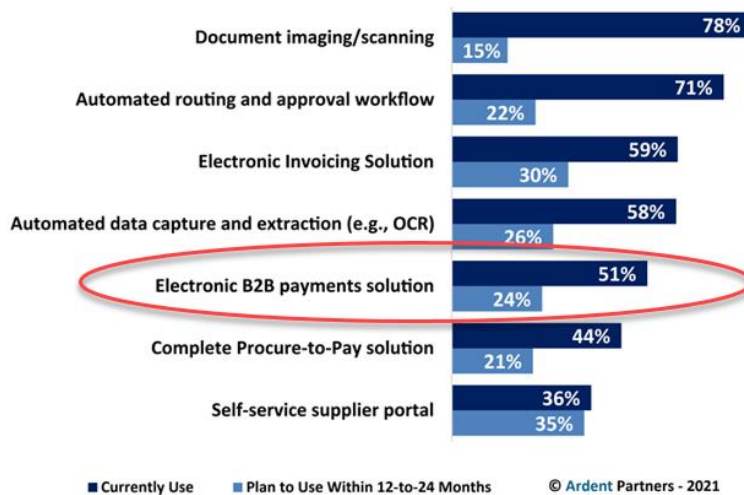 Document imaging/scanning
78%
15%
Automated routing and approval workflow
71%
22%
Electronic Invoicing Solution
59%
30%
Automated data capture and extraction (e.g., OCR)
58%
26%
Electronic B2B payments solution
51%
24%
Complete Procure-to-Pay solution
44%
21%
Self-service supplier portal
36%
35%
Currently Use Plan to Use Within 12-to-24 Months © Ardent Partners - 2021